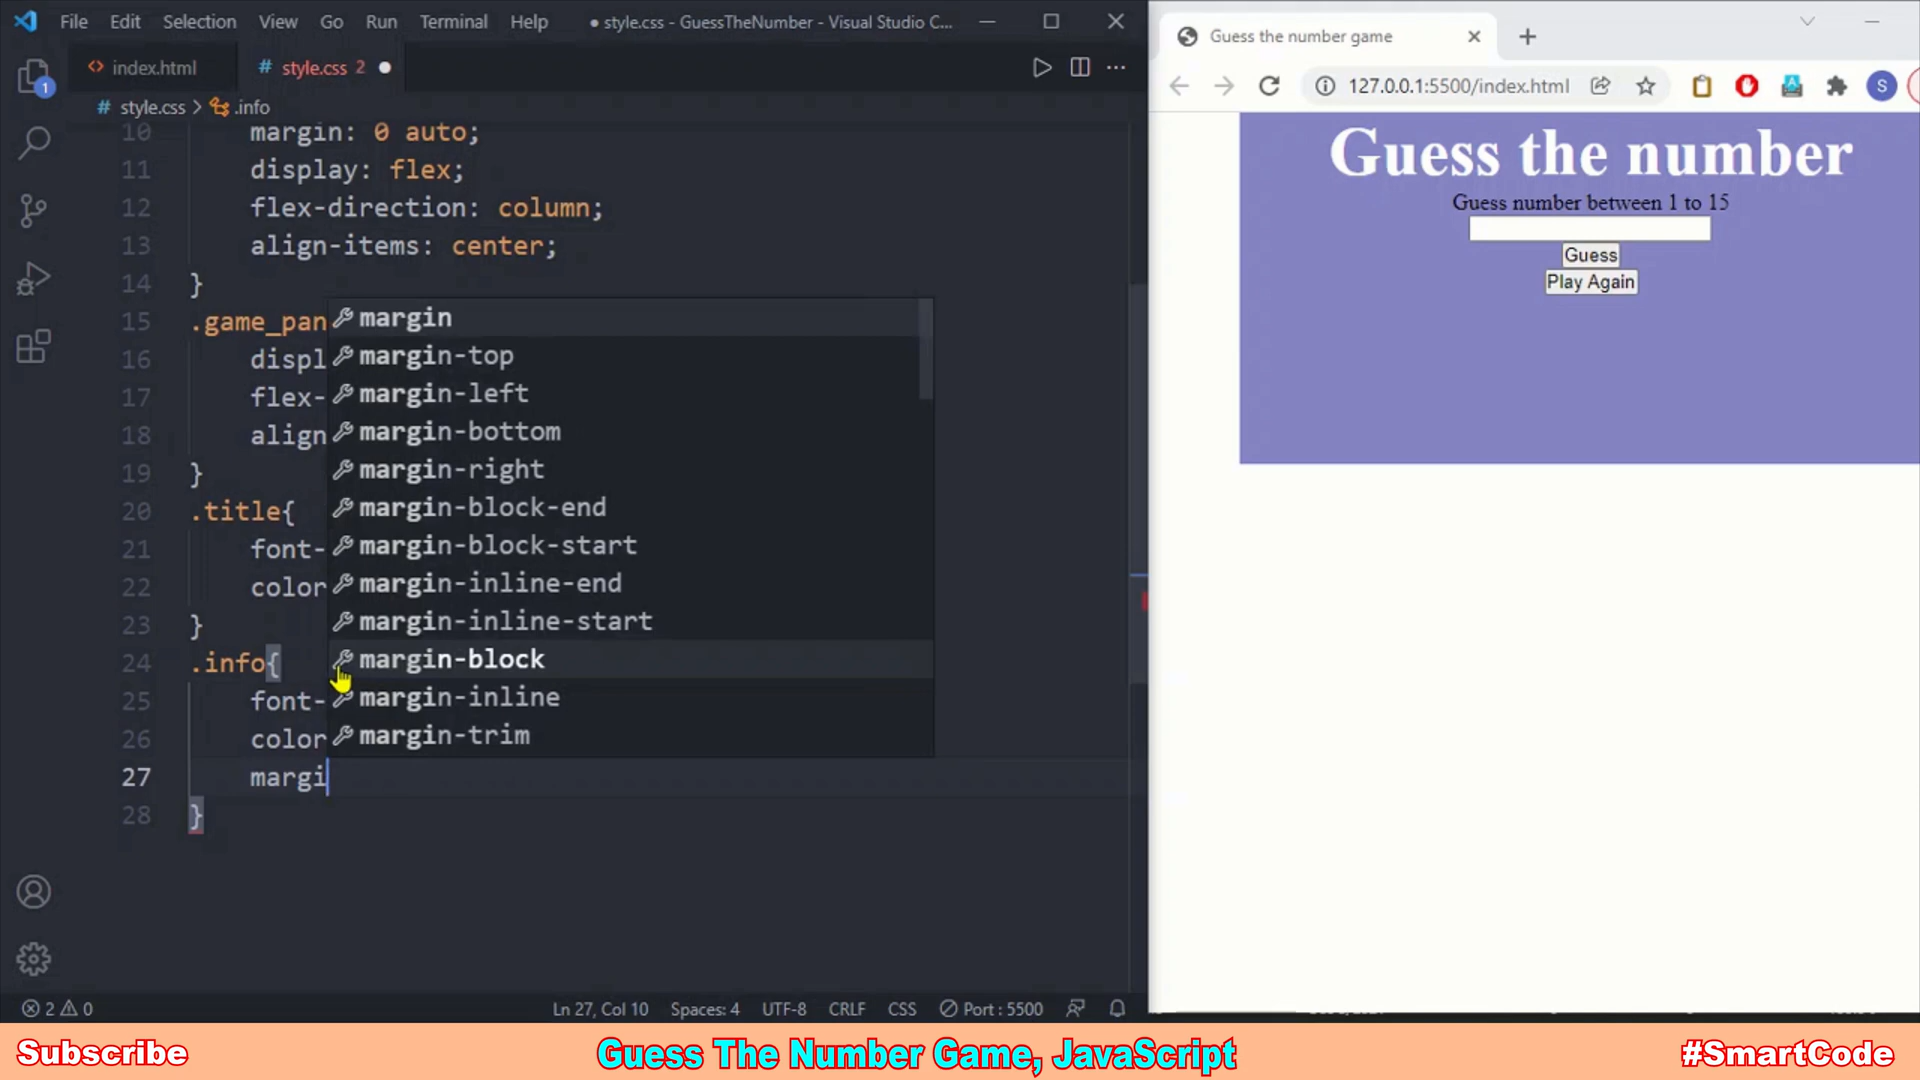 File Edit Selection View Go Run Terminal Help ● style.css - GuessTheNumber - Visual Studio C...
index.html # style.css 2 ●
# style.css > .info
10 margin: 0 auto;
11 display: flex;
12 flex-direction: column;
13 align-items: center;
14 }
15 .game_pan
16 displ
17 flex-
18 align
19 }
20 .title{
21 font-
22 color
23 }
24 .info{
25 font-
26 color
27 margi
28 }
margin
margin-top
margin-left
margin-bottom
margin-right
margin-block-end
margin-block-start
margin-inline-end
margin-inline-start
margin-block
margin-inline
margin-trim
1
2 0 Ln 27, Col 10 Spaces: 4 UTF-8 CRLF CSS Port : 5500
Guess the number game
127.0.0.1:5500/index.html
S
Guess the number
Guess number between 1 to 15
Guess
Play Again
Subscribe Guess The Number Game, JavaScript #SmartCode